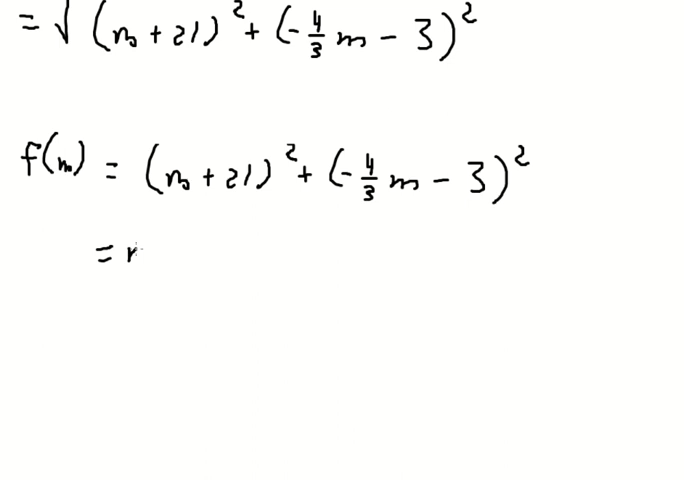 = √ (m + 21)² + (-4/3 m - 3)²
f(m) = (m + 21)² + (-4/3 m - 3)²
=